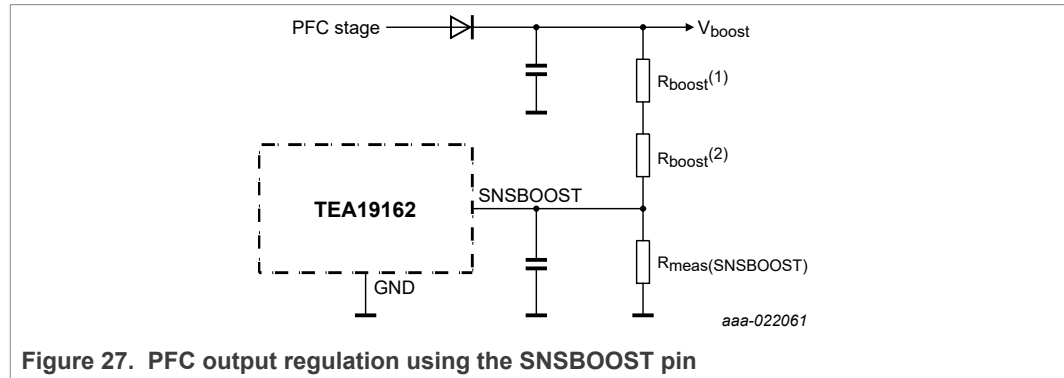 PFC stage
Vboost
Rboost(1)
Rboost(2)
SNSBOOST
TEA19162
Rmeas(SNSBOOST)
GND
aaa-022061
Figure 27. PFC output regulation using the SNSBOOST pin